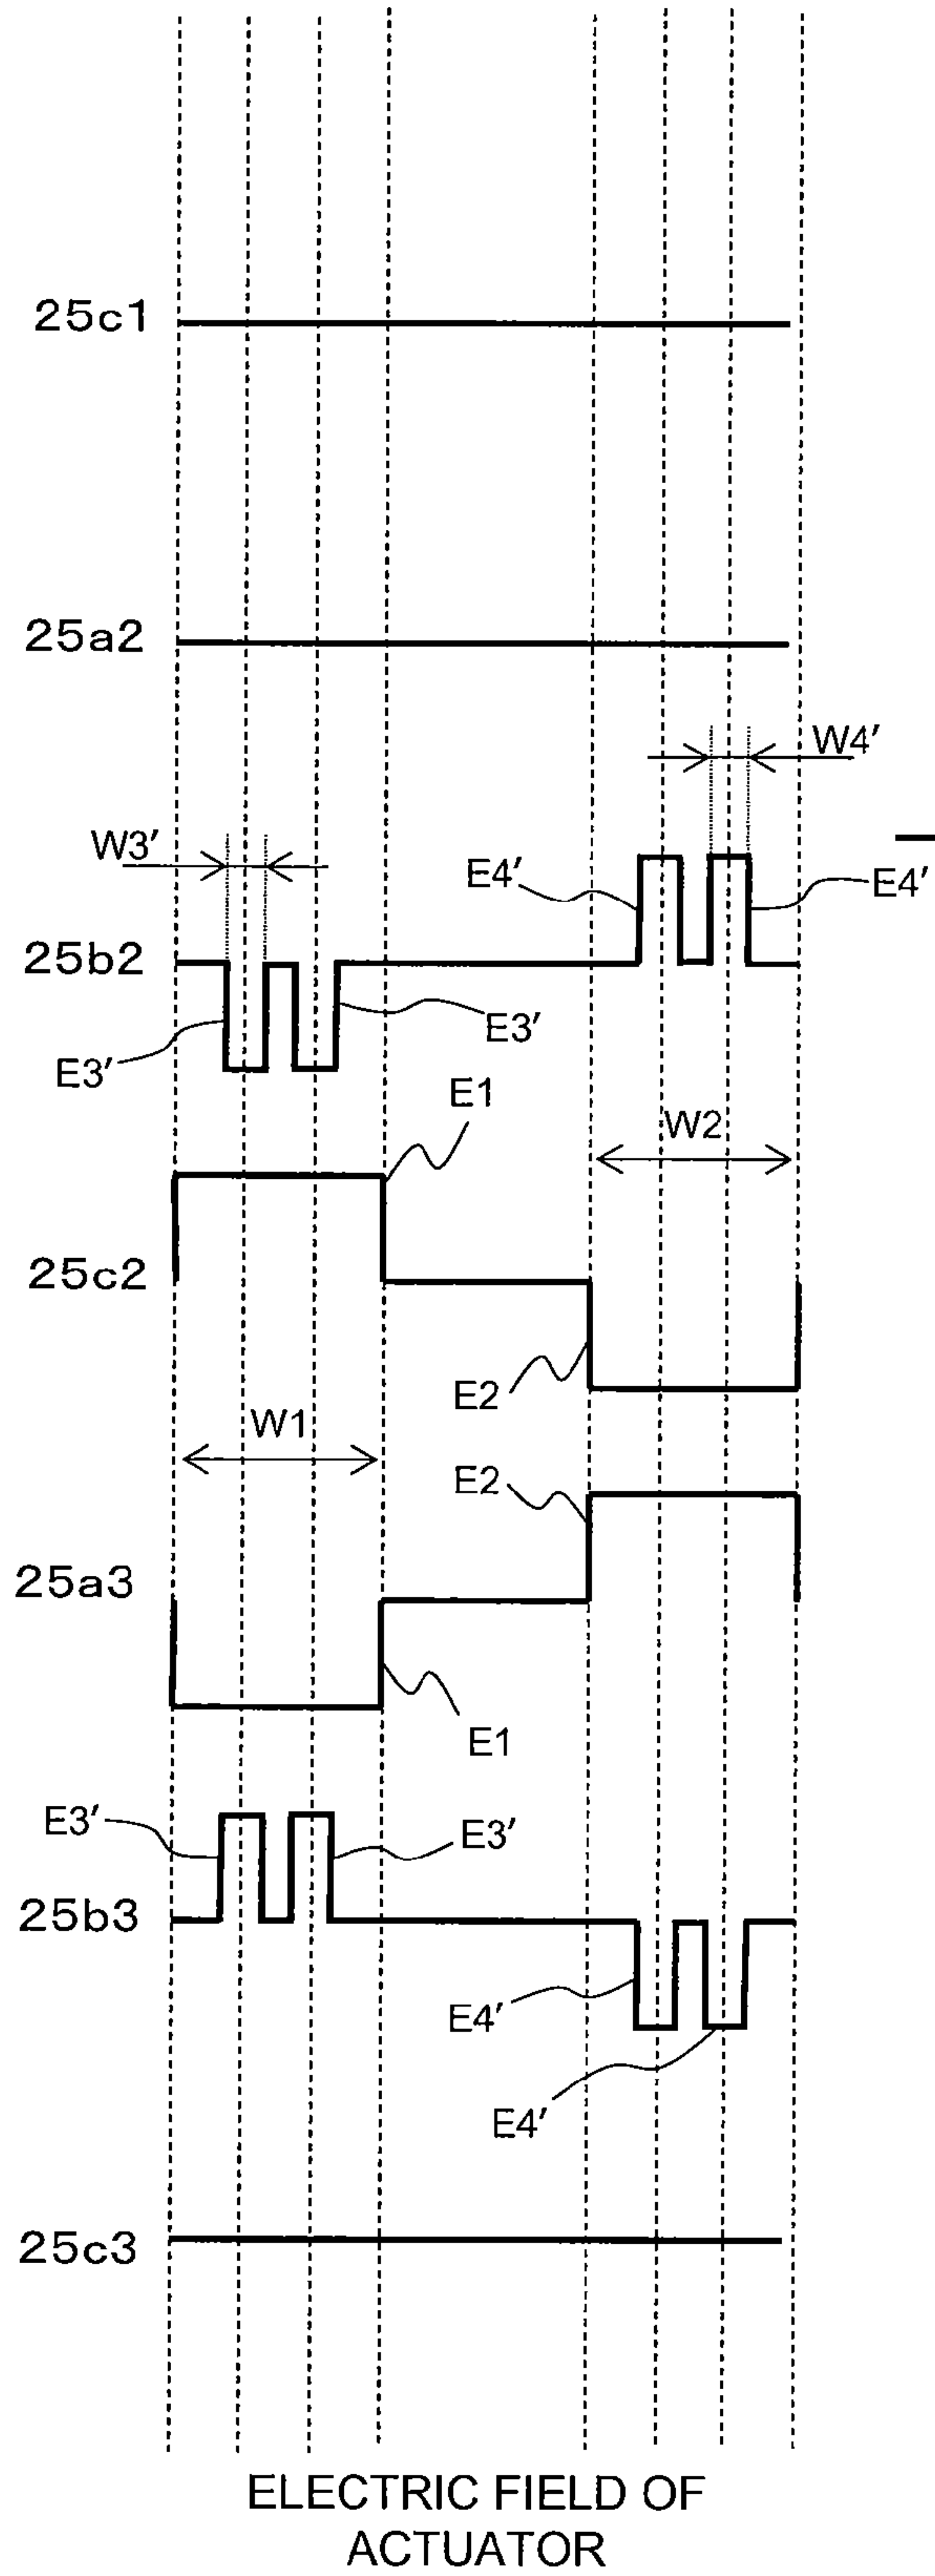 25c1
25a2
W4'
W3'
E4'
E4'
25b2
E3'
E3'
E1
W2
25c2
E2
W1
E2
25a3
E1
E3'
E3'
25b3
E4'
E4'
25c3
ELECTRIC FIELD OF
ACTUATOR